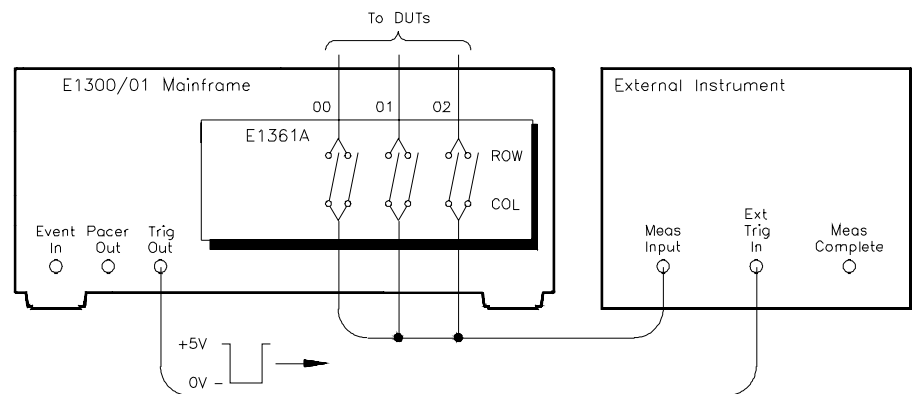 To DUTs
E1300/01 Mainframe
External Instrument
00 01 02
E1361A
ROW
COL
Event In
Pacer Out
Trig Out
Meas Input
Ext Trig In
Meas Complete
+5V
0V